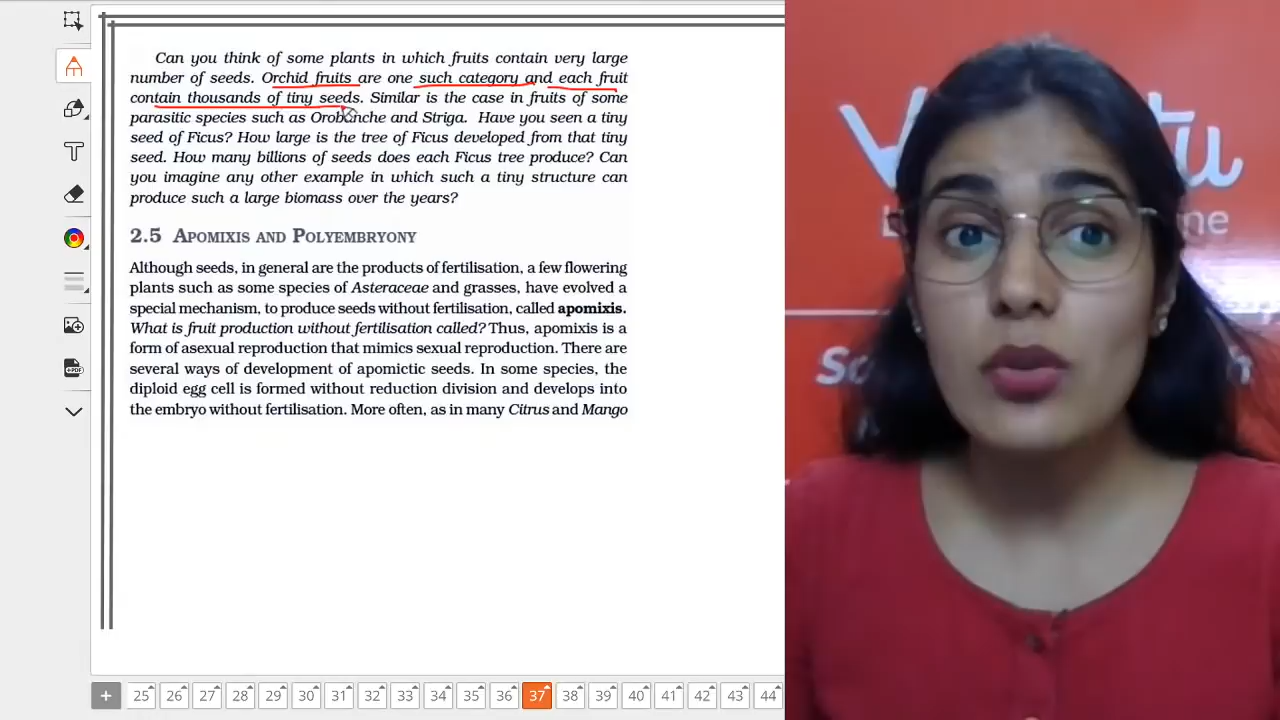 Can you think of some plants in which fruits contain very large
number of seeds. Orchid fruits are one such category and each fruit
contain thousands of tiny seeds. Similar is the case in fruits of some
parasitic species such as Orobanche and Striga. Have you seen a tiny
seed of Ficus? How large is the tree of Ficus developed from that tiny
seed. How many billions of seeds does each Ficus tree produce? Can
you imagine any other example in which such a tiny structure can
produce such a large biomass over the years?
2.5 APOMIXIS AND POLYEMBRYONY
Although seeds, in general are the products of fertilisation, a few flowering
plants such as some species of Asteraceae and grasses, have evolved a
special mechanism, to produce seeds without fertilisation, called apomixis.
What is fruit production without fertilisation called? Thus, apomixis is a
form of asexual reproduction that mimics sexual reproduction. There are
several ways of development of apomictic seeds. In some species, the
diploid egg cell is formed without reduction division and develops into
the embryo without fertilisation. More often, as in many Citrus and Mango
+ 25 26 27 28 29 30 31 32 33 34 35 36 37 38 39 40 41 42 43 44